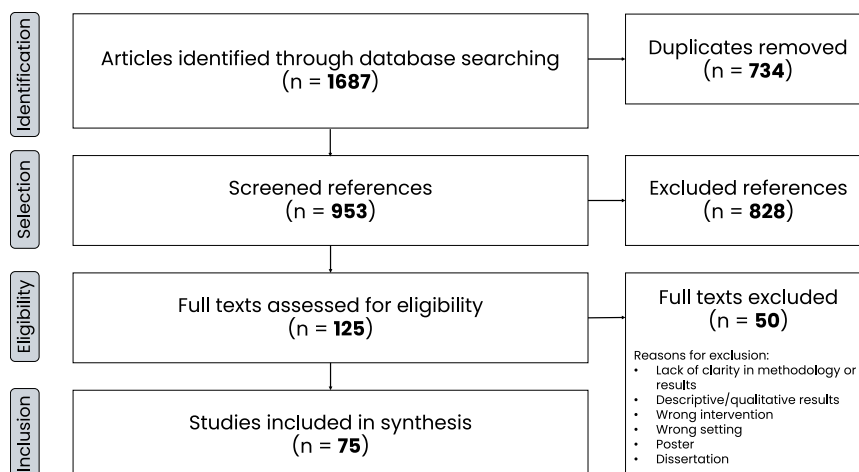 Identification
Articles identified through database searching
(n = 1687)
Duplicates removed
(n = 734)
Selection
Screened references
(n = 953)
Excluded references
(n = 828)
Eligibility
Full texts assessed for eligibility
(n = 125)
Full texts excluded
(n = 50)
Reasons for exclusion:
• Lack of clarity in methodology or
results
• Descriptive/qualitative results
• Wrong intervention
• Wrong setting
• Poster
• Dissertation
Inclusion
Studies included in synthesis
(n = 75)